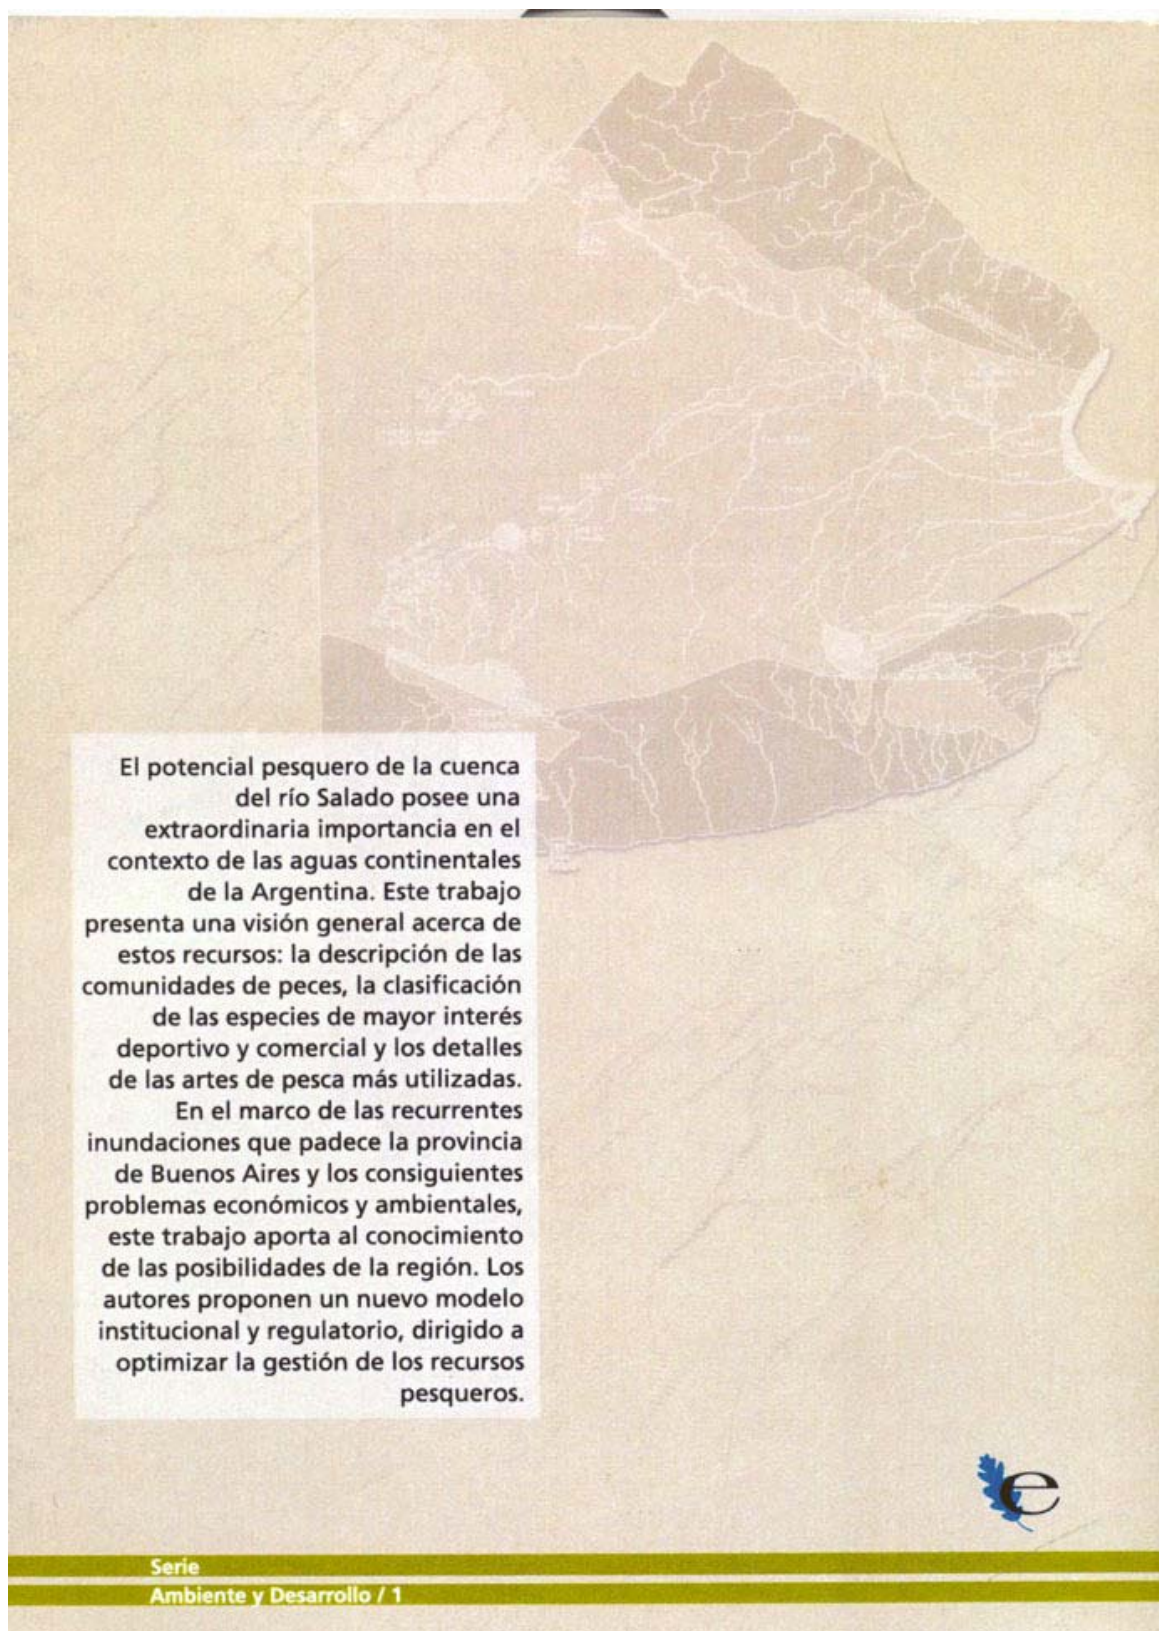 El potencial pesquero de la cuenca
del río Salado posee una
extraordinaria importancia en el
contexto de las aguas continentales
de la Argentina. Este trabajo
presenta una visión general acerca de
estos recursos: la descripción de las
comunidades de peces, la clasificación
de las especies de mayor interés
deportivo y comercial y los detalles
de las artes de pesca más utilizadas.
En el marco de las recurrentes
inundaciones que padece la provincia
de Buenos Aires y los consiguientes
problemas económicos y ambientales,
este trabajo aporta al conocimiento
de las posibilidades de la región. Los
autores proponen un nuevo modelo
institucional y regulatorio, dirigido a
optimizar la gestión de los recursos
pesqueros.
e
Serie
Ambiente y Desarrollo / 1